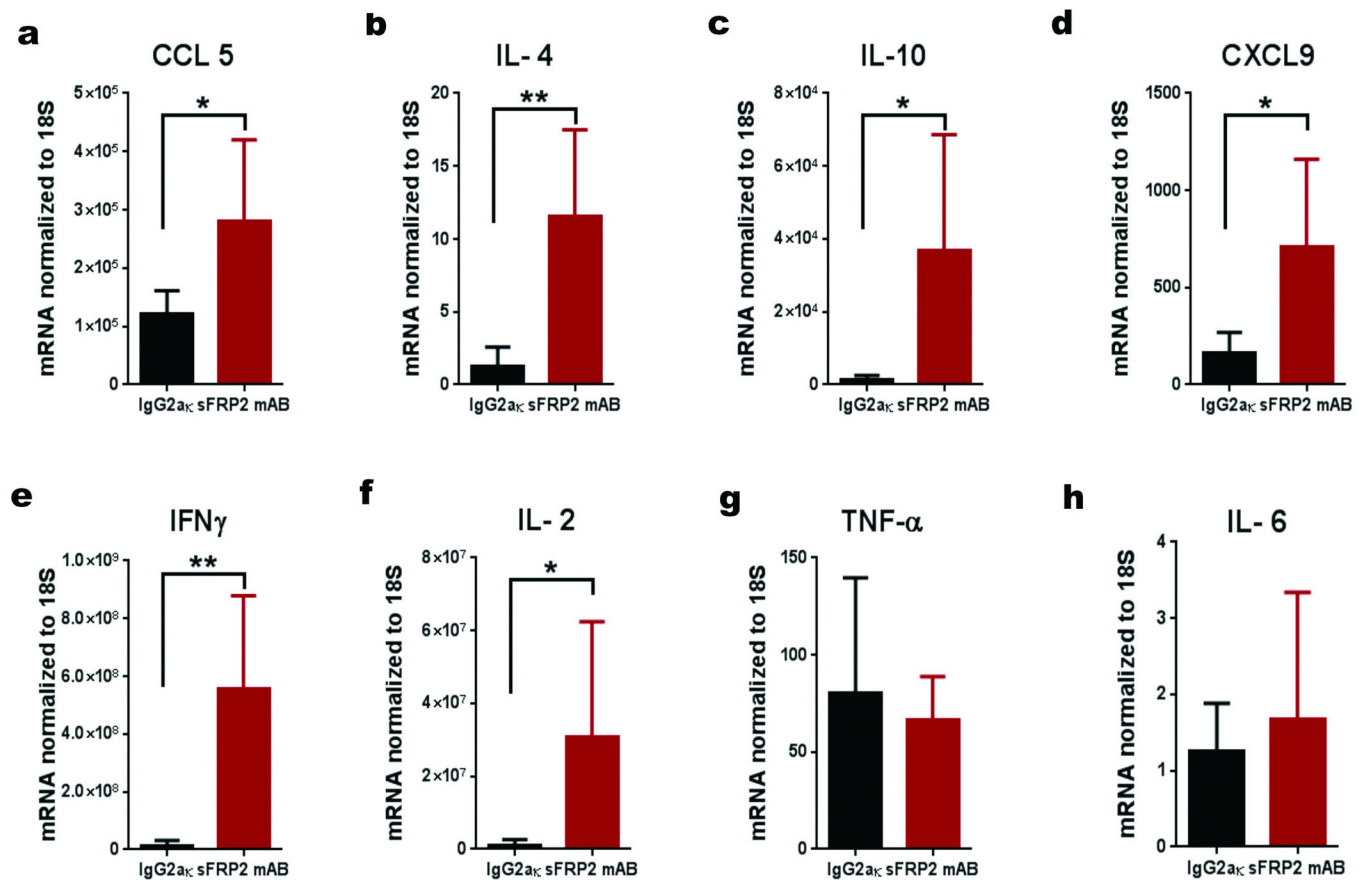 a
CCL 5
mRNA normalized to 18S
5×10⁵
4×10⁵
3×10⁵
2×10⁵
1×10⁵
0
*
IgG2aκ sFRP2 mAB
b
IL- 4
mRNA normalized to 18S
20
15
10
5
0
**
IgG2aκ sFRP2 mAB
c
IL-10
mRNA normalized to 18S
8×10⁴
6×10⁴
4×10⁴
2×10⁴
0
*
IgG2aκ sFRP2 mAB
d
CXCL9
mRNA normalized to 18S
1500
1000
500
0
*
IgG2aκ sFRP2 mAB
e
IFNγ
mRNA normalized to 18S
1.0×10⁹
8.0×10⁸
6.0×10⁸
4.0×10⁸
2.0×10⁸
0
**
IgG2aκ sFRP2 mAB
f
IL- 2
mRNA normalized to 18S
8×10⁷
6×10⁷
4×10⁷
2×10⁷
0
*
IgG2aκ sFRP2 mAB
g
TNF-α
mRNA normalized to 18S
150
100
50
0
IgG2aκ sFRP2 mAB
h
IL- 6
mRNA normalized to 18S
4
3
2
1
0
IgG2aκ sFRP2 mAB